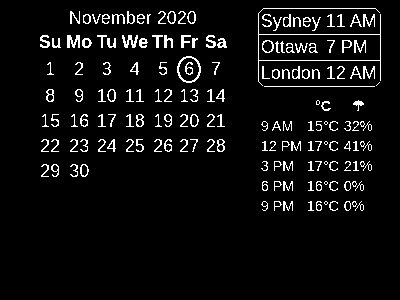 November 2020
Su Mo Tu We Th Fr Sa
1 2 3 4 5 6 7
8 9 10 11 12 13 14
15 16 17 18 19 20 21
22 23 24 25 26 27 28
29 30
Sydney 11 AM
Ottawa 7 PM
London 12 AM
°C
9 AM 15°C 32%
12 PM 17°C 41%
3 PM 17°C 21%
6 PM 16°C 0%
9 PM 16°C 0%